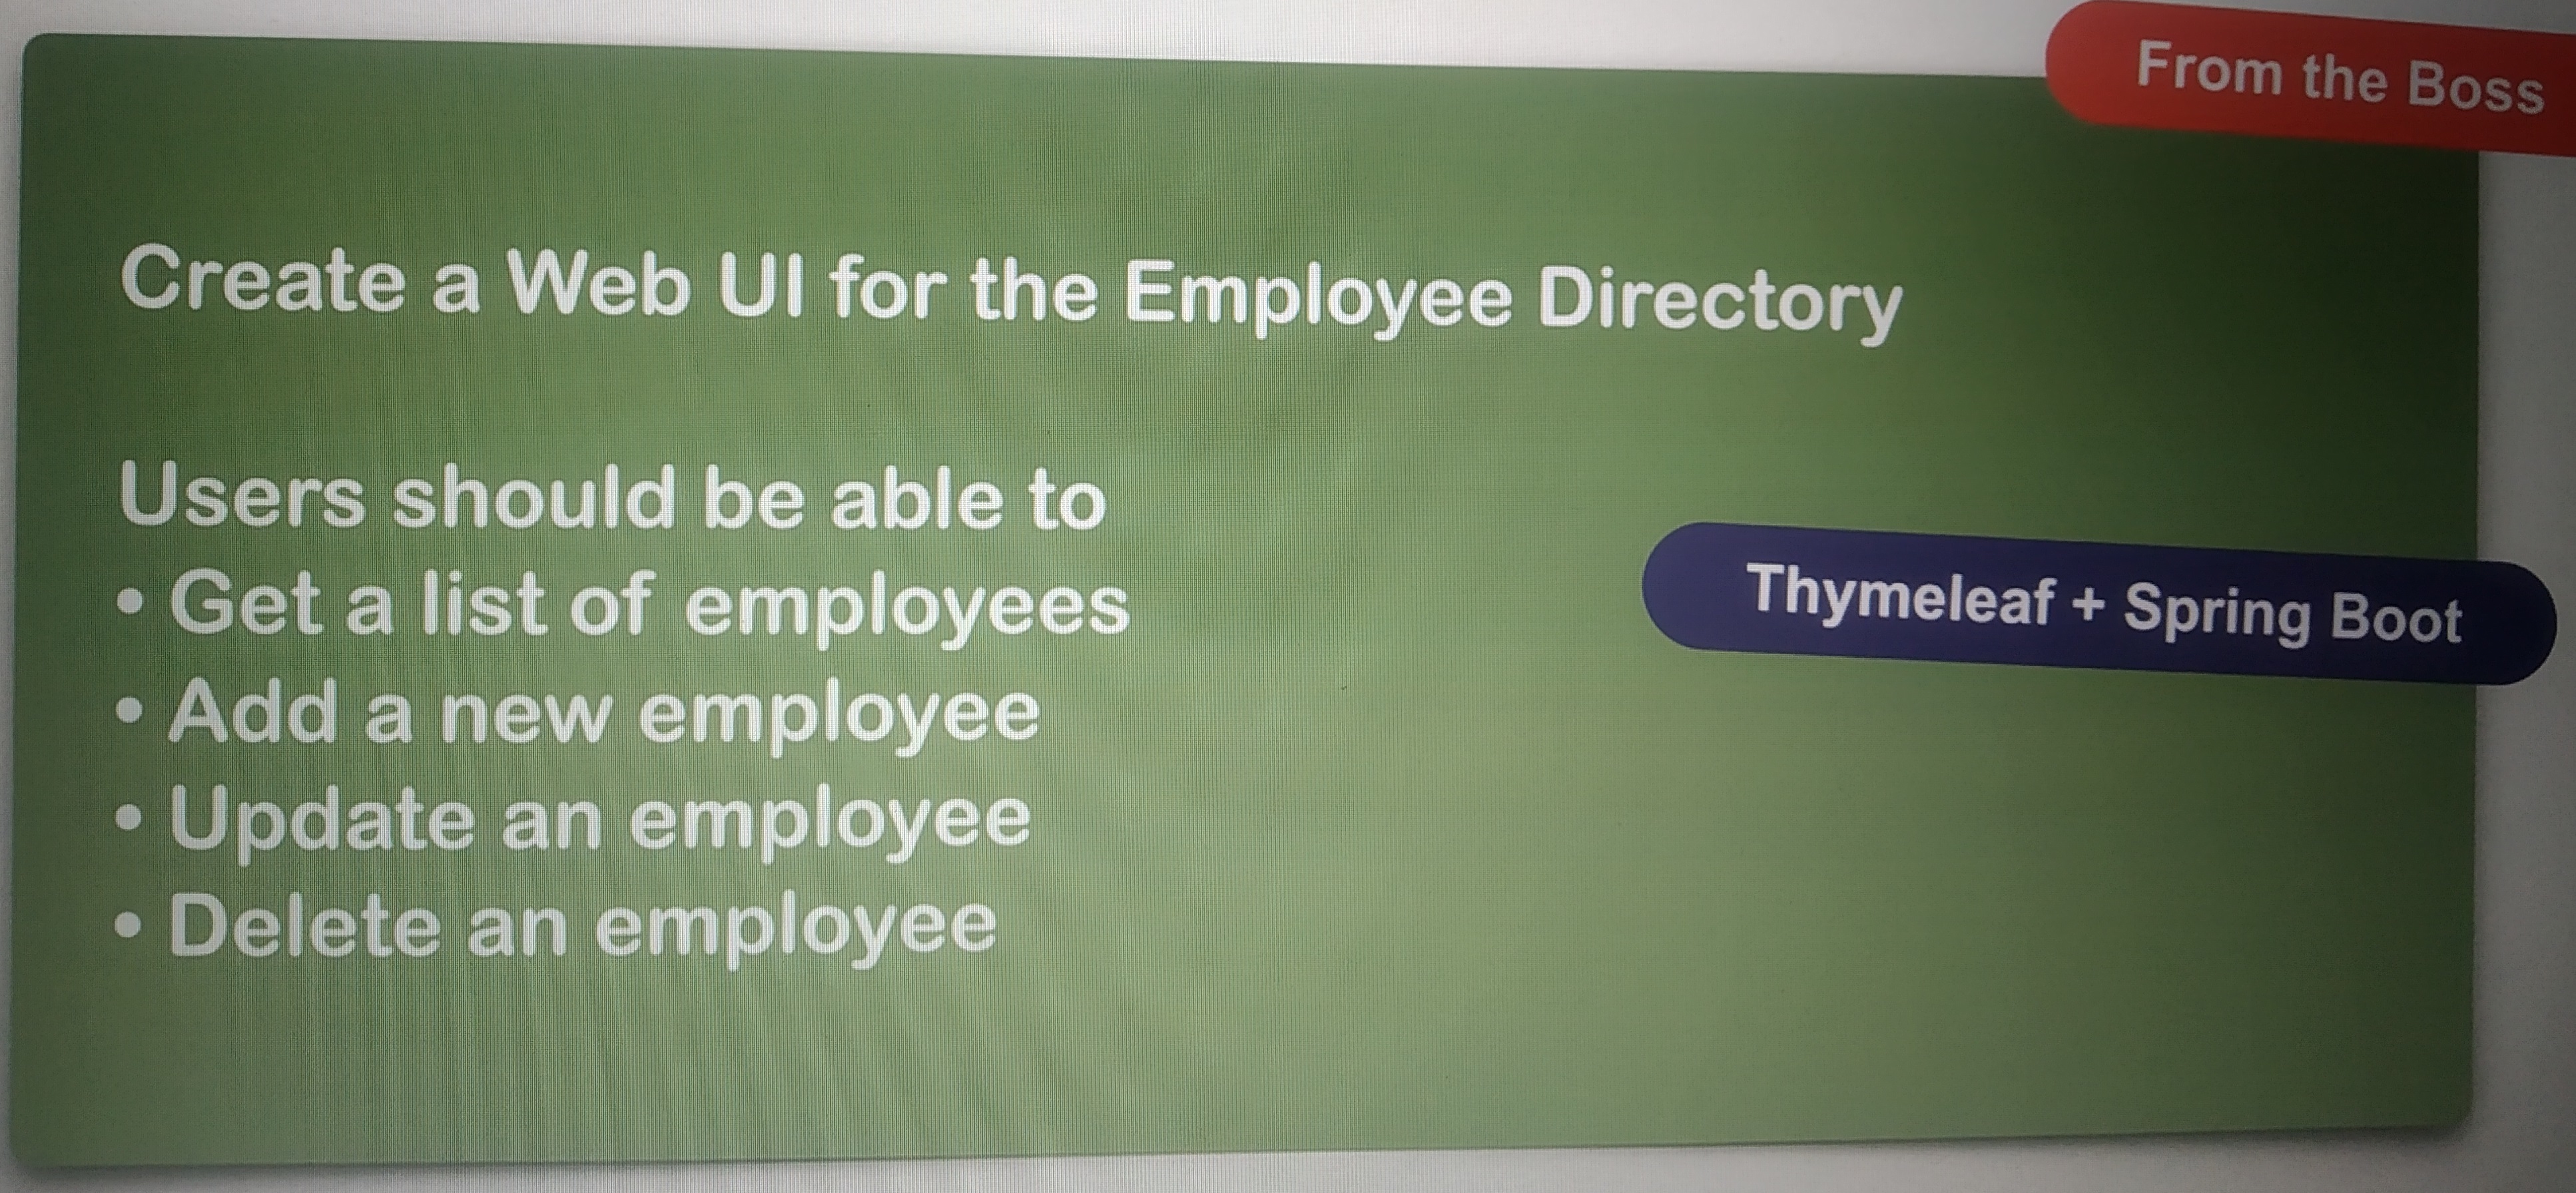 From the Boss
Create a Web UI for the Employee Directory
Users should be able to
• Get a list of employees
• Add a new employee
• Update an employee
• Delete an employee
Thymeleaf + Spring Boot